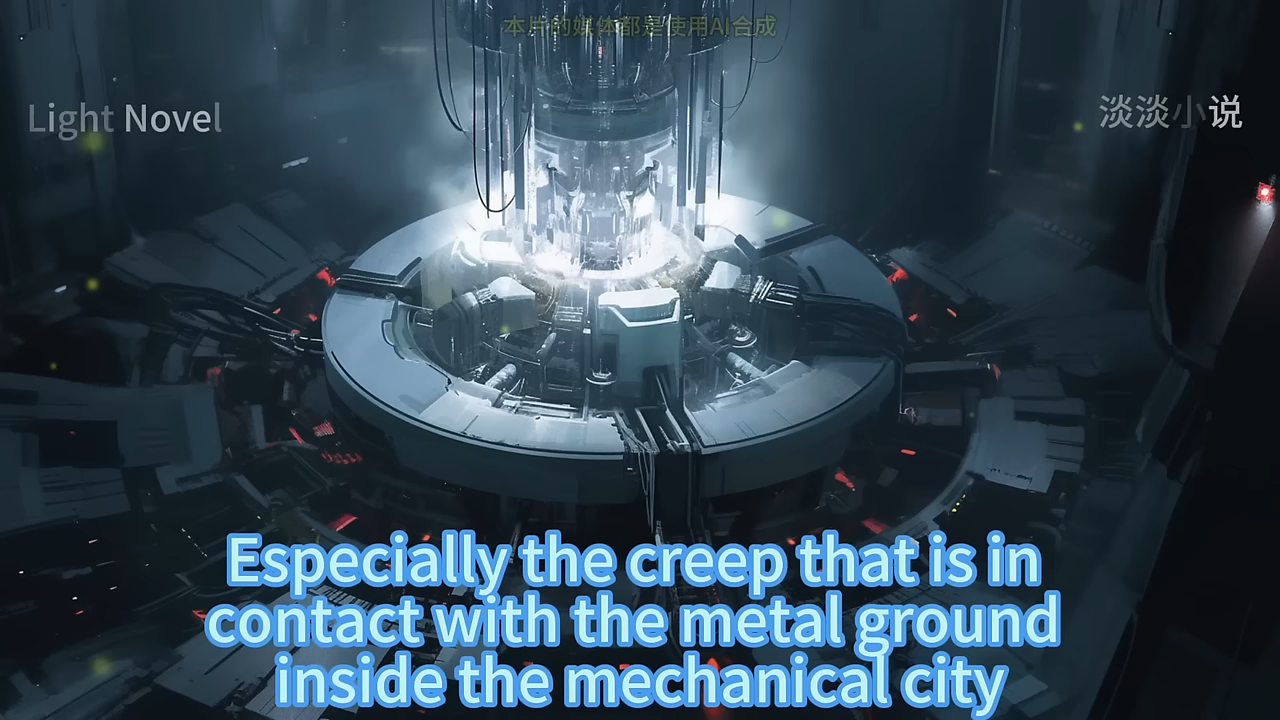 本片的媒体都是使用AI合成
Light Novel
淡淡小说
Especially the creep that is in
contact with the metal ground
inside the mechanical city